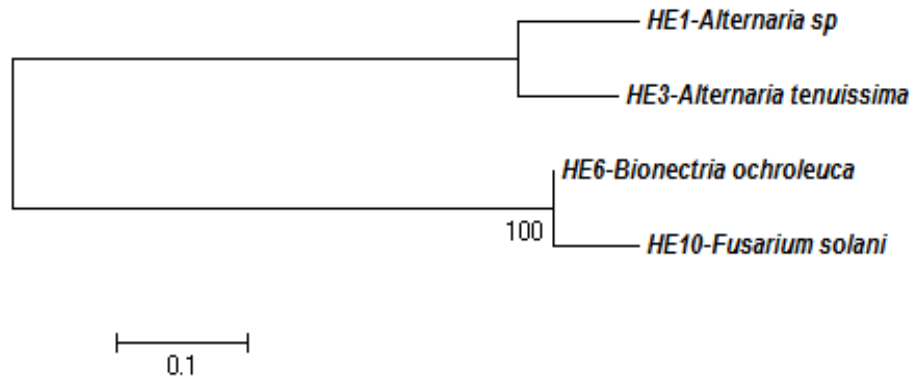 HE1-Alternaria sp
HE3-Alternaria tenuissima
HE6-Bionectria ochroleuca
100
HE10-Fusarium solani
0.1